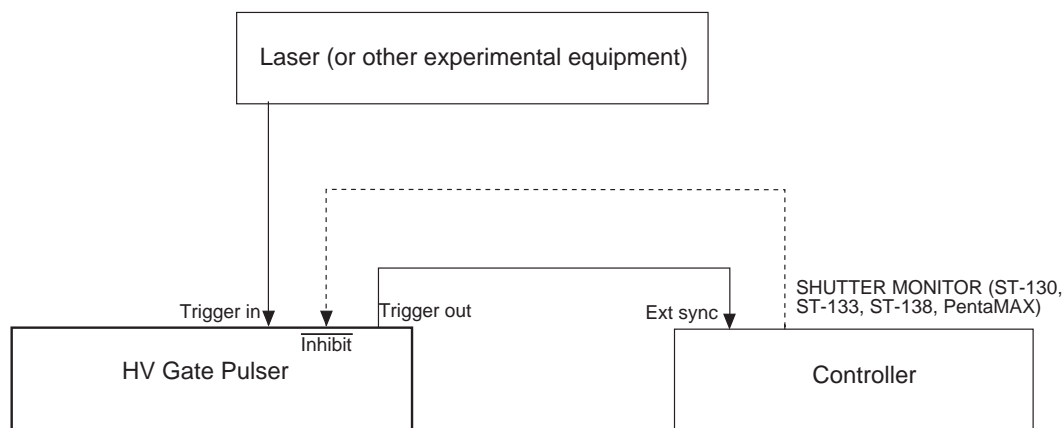 Laser (or other experimental equipment)
SHUTTER MONITOR (ST-130,
ST-133, ST-138, PentaMAX)
Trigger in
Trigger out
Ext sync
Inhibit
HV Gate Pulser
Controller